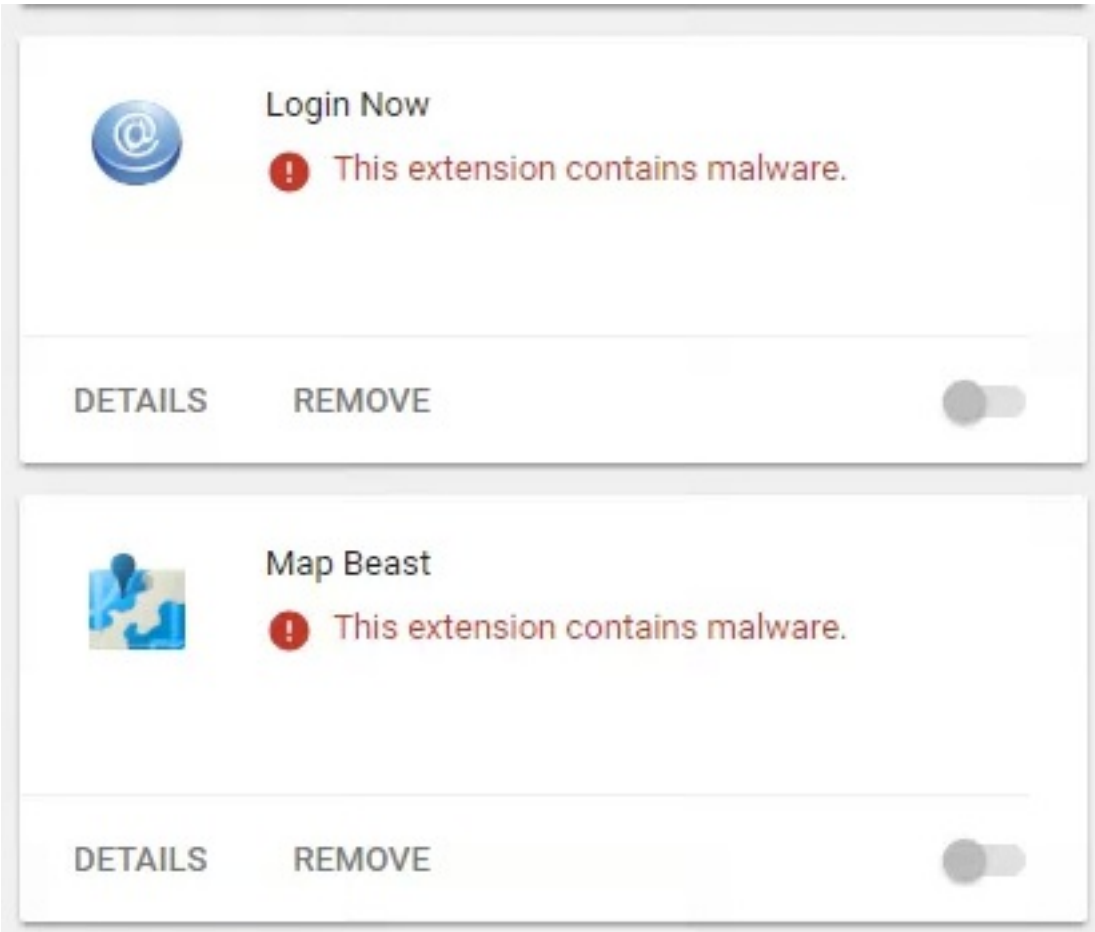 Login Now
This extension contains malware.
DETAILS REMOVE
Map Beast
This extension contains malware.
DETAILS REMOVE